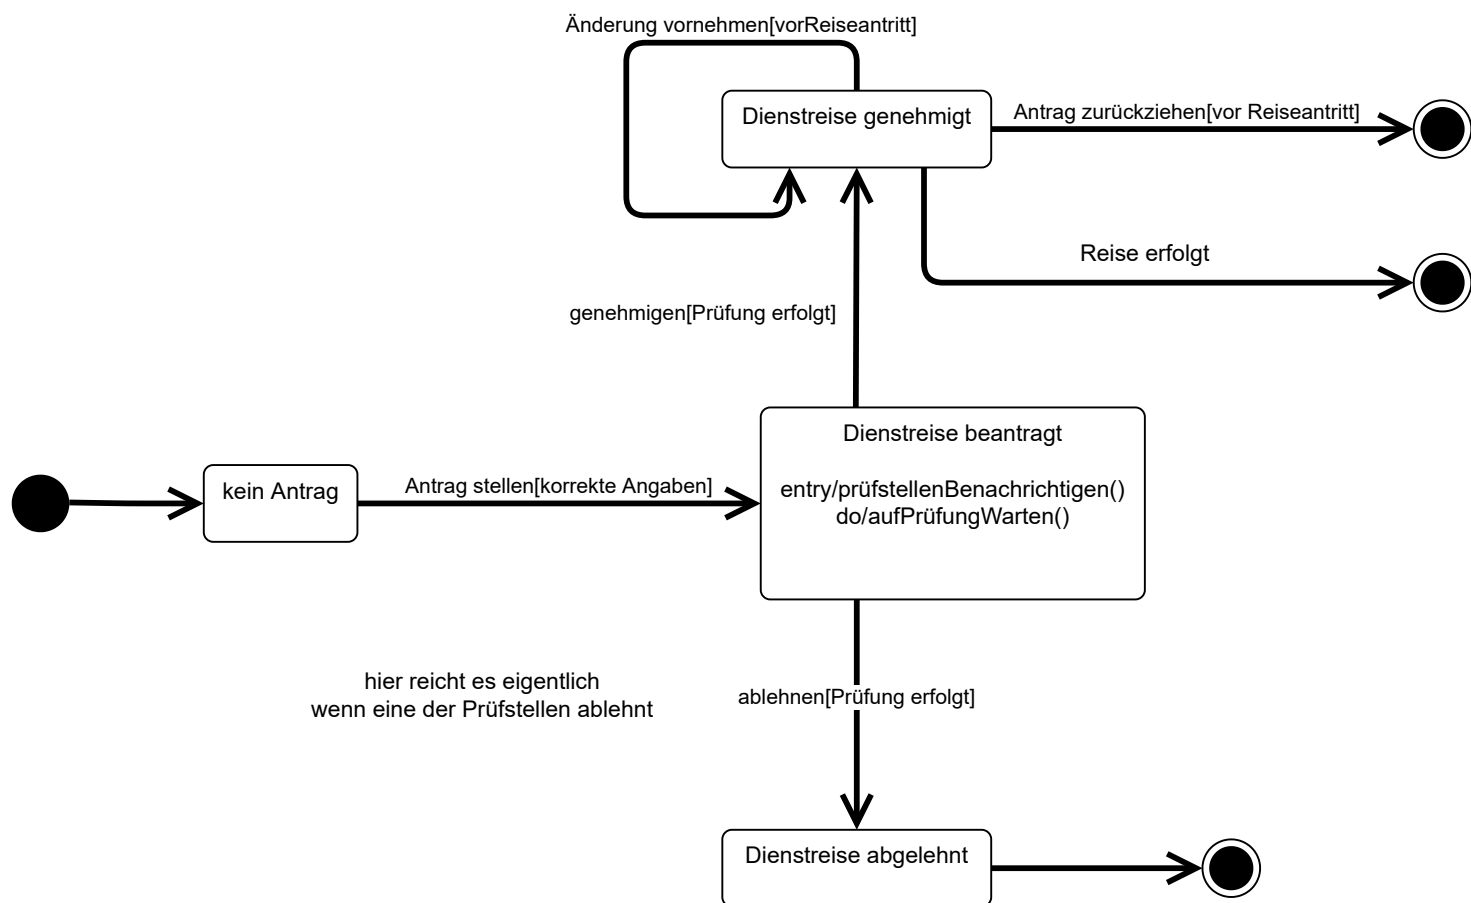 Änderung vornehmen[vorReiseantritt]
Dienstreise genehmigt
Antrag zurückziehen[vor Reiseantritt]
Reise erfolgt
genehmigen[Prüfung erfolgt]
Dienstreise beantragt
kein Antrag
Antrag stellen[korrekte Angaben]
entry/prüfstellenBenachrichtigen()
do/aufPrüfungWarten()
hier reicht es eigentlich
wenn eine der Prüfstellen ablehnt
ablehnen[Prüfung erfolgt]
Dienstreise abgelehnt